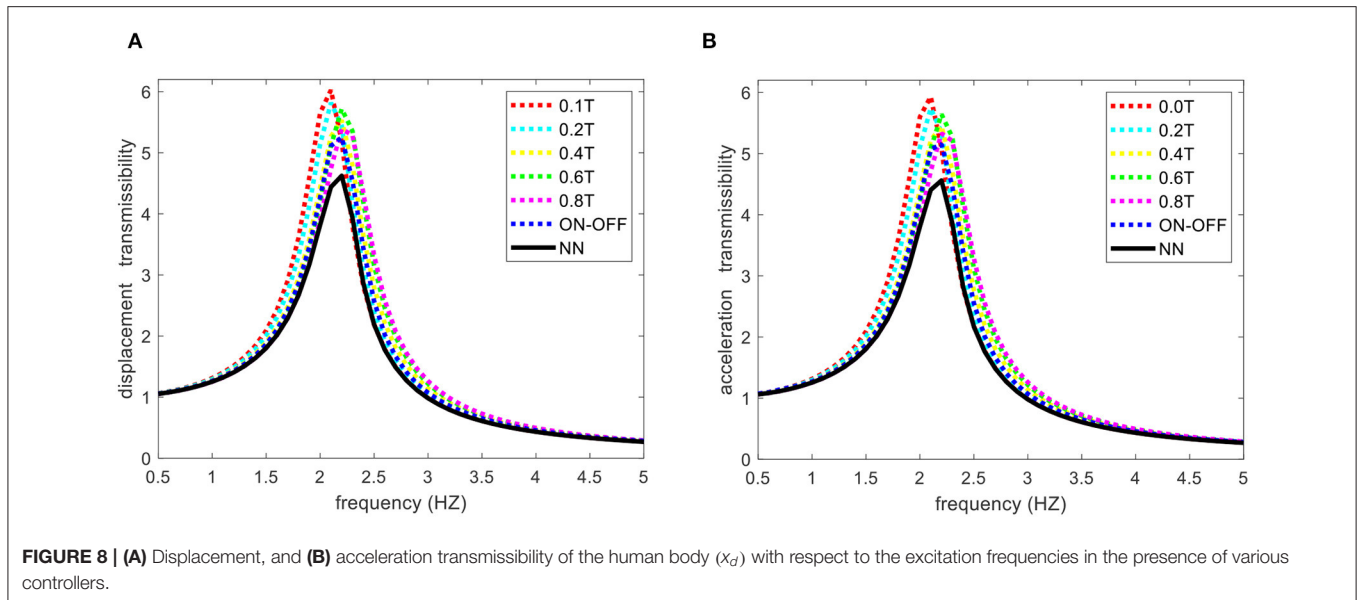 A
displacement transmissibility
6
5
4
3
2
1
0
0.5 1 1.5 2 2.5 3 3.5 4 4.5 5
frequency (HZ)
0.1T
0.2T
0.4T
0.6T
0.8T
ON-OFF
NN
B
acceleration transmissibility
6
5
4
3
2
1
0
0.5 1 1.5 2 2.5 3 3.5 4 4.5 5
frequency (HZ)
0.0T
0.2T
0.4T
0.6T
0.8T
ON-OFF
NN
FIGURE 8 | (A) Displacement, and (B) acceleration transmissibility of the human body (x_d) with respect to the excitation frequencies in the presence of various
controllers.